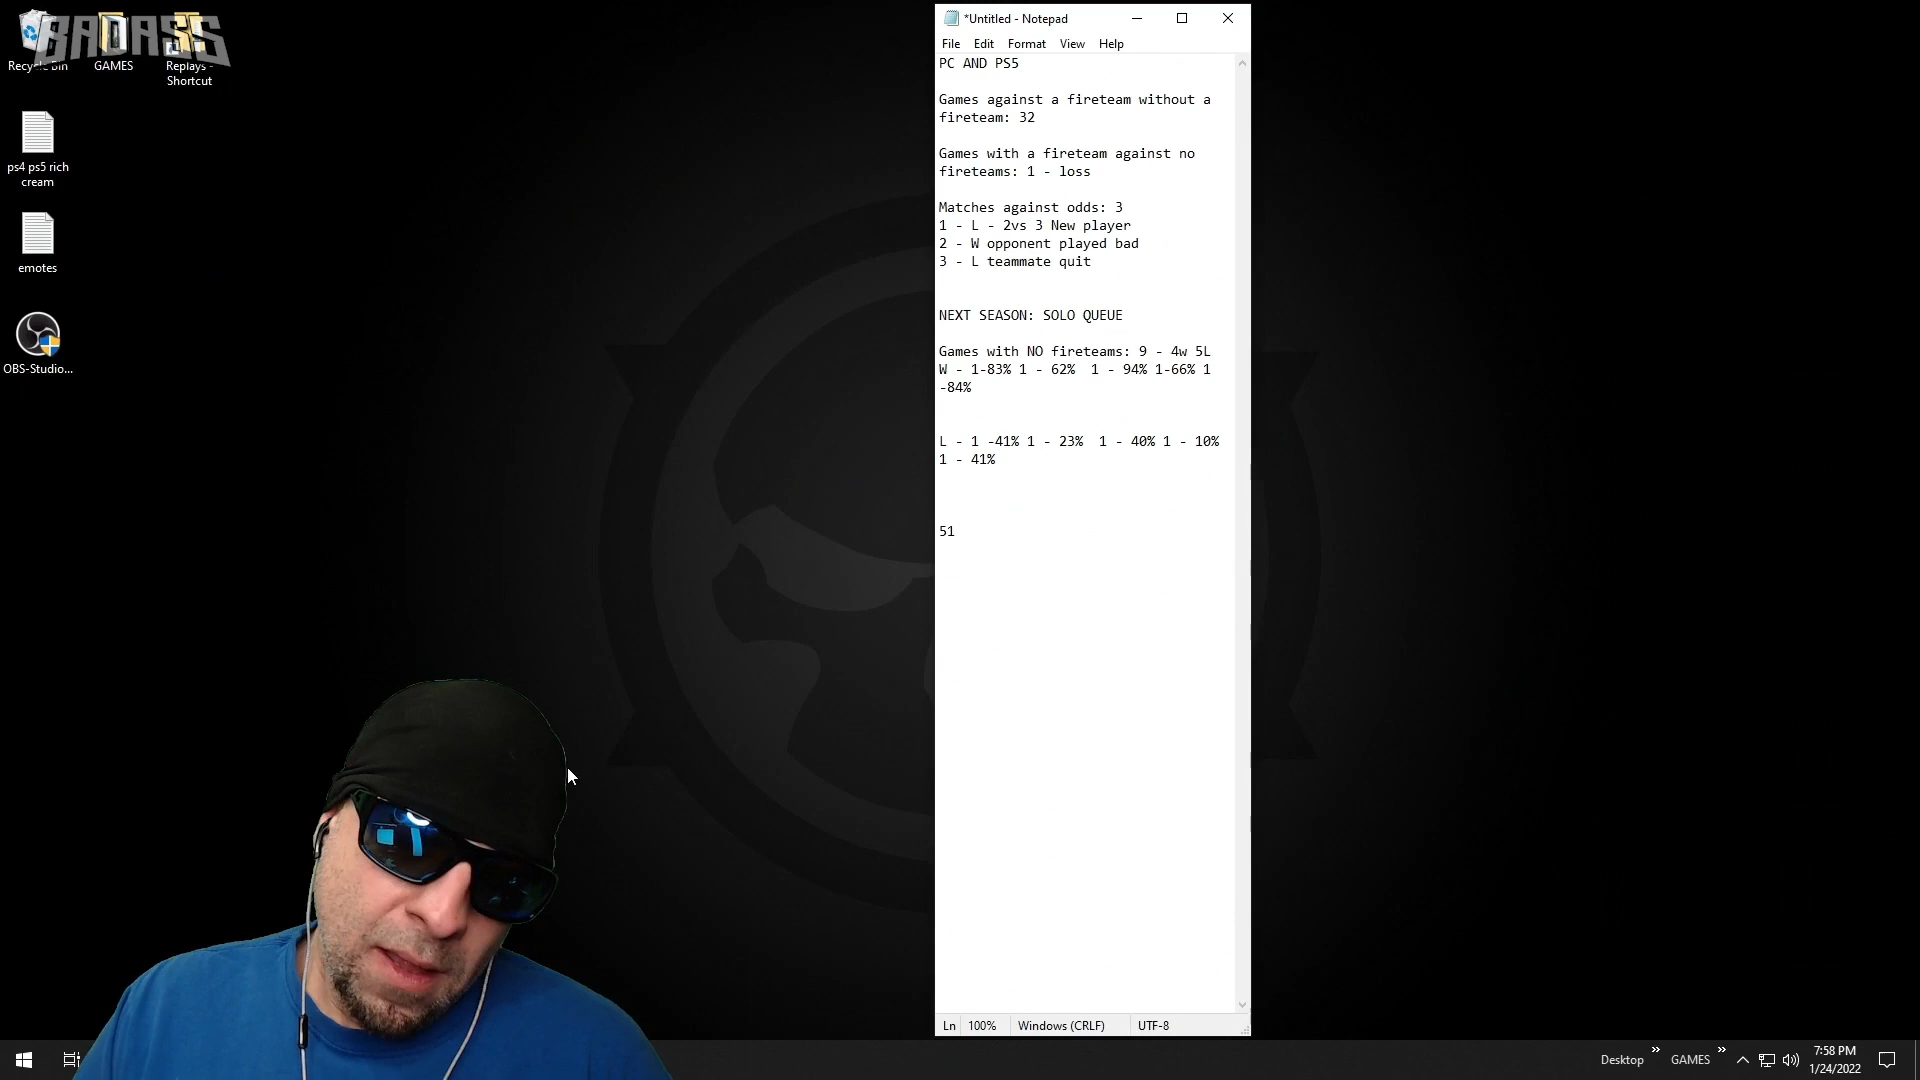 BADASS
Recycle Bin
GAMES
Replays -
Shortcut
ps4 ps5 rich
cream
emotes
OBS-Studio...
*Untitled - Notepad
File Edit Format View Help
PC AND PS5
Games against a fireteam without a
fireteam: 32
Games with a fireteam against no
fireteams: 1 - loss
Matches against odds: 3
1 - L - 2vs 3 New player
2 - W opponent played bad
3 - L teammate quit
NEXT SEASON: SOLO QUEUE
Games with NO fireteams: 9 - 4w 5L
W - 1-83% 1 - 62%  1 - 94% 1-66% 1
-84%
L - 1 -41% 1 - 23%  1 - 40% 1 - 10%
1 - 41%
51
Ln 100% Windows (CRLF) UTF-8
Desktop » GAMES »
7:58 PM
1/24/2022